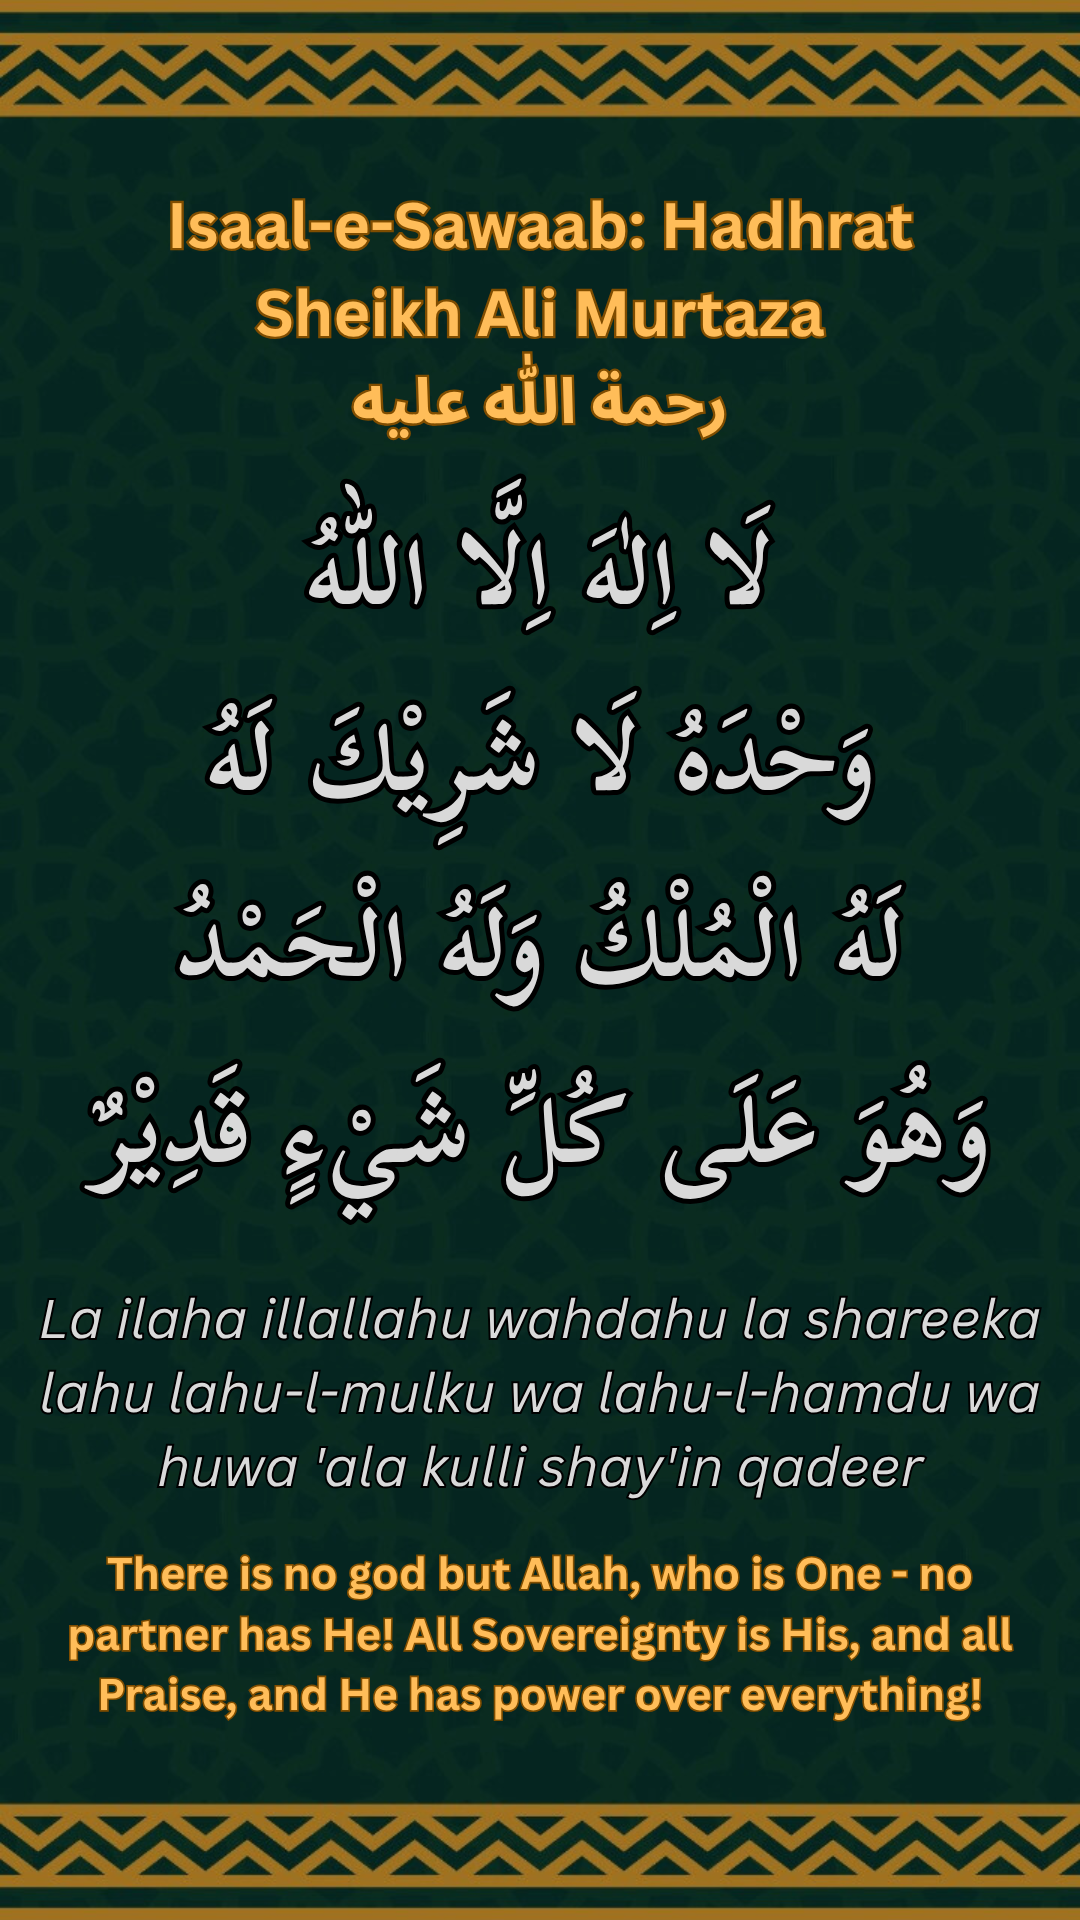 Isaal-e-Sawaab: Hadhrat
Sheikh Ali Murtaza
رحمة الله عليه
لَا اِلٰهَ اِلَّا اللّٰهُ
وَحْدَهُ لَا شَرِيْكَ لَهُ
لَهُ الْمُلْكُ وَلَهُ الْحَمْدُ
وَهُوَ عَلَى كُلِّ شَيْءٍ قَدِيْرٌ
La ilaha illallahu wahdahu la shareeka
lahu lahu-l-mulku wa lahu-l-hamdu wa
huwa 'ala kulli shay'in qadeer
There is no god but Allah, who is One - no
partner has He! All Sovereignty is His, and all
Praise, and He has power over everything!